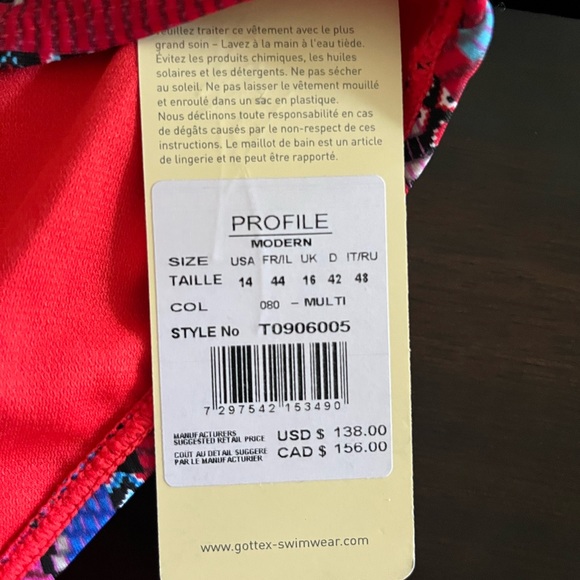 Veuillez traiter ce vêtement avec le plus
grand soin – Lavez à la main à l'eau tiède.
Évitez les produits chimiques, les huiles
solaires et les détergents. Ne pas sécher
au soleil. Ne pas laisser le vêtement mouillé
et enroulé dans un sac en plastique.
Nous déclinons toute responsabilité en cas
de dégâts causés par le non-respect de ces
instructions. Le maillot de bain est un article
de lingerie et ne peut être rapporté.
PROFILE
MODERN
SIZE USA FR/IL UK D IT/RU
TAILLE 14 44 16 42 48
COL 080 - MULTI
STYLE No T0906005
7 297542 153490
MANUFACTURERS
SUGGESTED RETAIL PRICE USD $ 138.00
COÛT AU DETAIL SUGGERE
PAR LE MANUFACTURIER CAD $ 156.00
www.gottex-swimwear.com